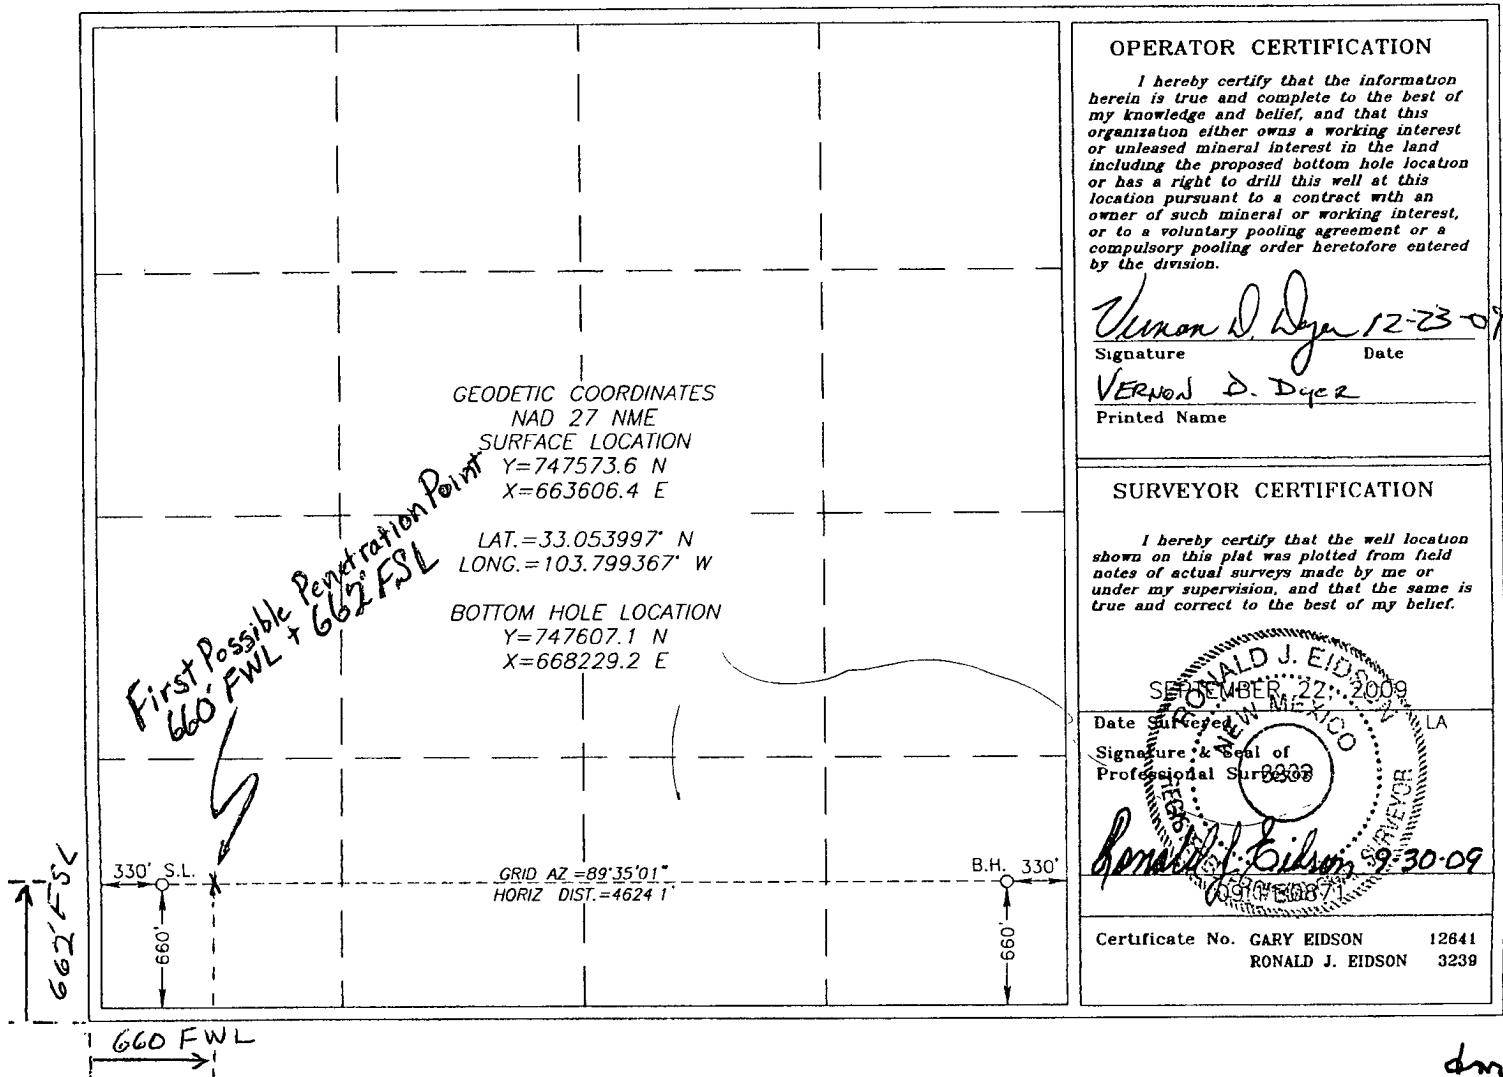 OPERATOR CERTIFICATION
I hereby certify that the information
herein is true and complete to the best of
my knowledge and belief, and that this
organization either owns a working interest
or unleased mineral interest in the land
including the proposed bottom hole location
or has a right to drill this well at this
location pursuant to a contract with an
owner of such mineral or working interest,
or to a voluntary pooling agreement or a
compulsory pooling order heretofore entered
by the division.
Vernon D. Dyer 12-23-09
Signature Date
VERNON D. Dyer
Printed Name
GEODETIC COORDINATES
NAD 27 NME
SURFACE LOCATION
Y=747573.6 N
X=663606.4 E
LAT.=33.053997° N
LONG.=103.799367° W
BOTTOM HOLE LOCATION
Y=747607.1 N
X=668229.2 E
First Possible Penetration Point
660' FWL + 662' FSL
330' S.L.
X
GRID AZ.=89°35'01"
HORIZ. DIST.=4624.1'
B.H. 330'
660'
660'
662' FSL
660 FWL
SURVEYOR CERTIFICATION
I hereby certify that the well location
shown on this plat was plotted from field
notes of actual surveys made by me or
under my supervision, and that the same is
true and correct to the best of my belief.
SEPTEMBER 22, 2009
Date Surveyed LA
Signature & Seal of
Professional Surveyor
RONALD J. EIDSON
NEW MEXICO
SURVEYOR
Ronald J. Eidson 9-30-09
Certificate No. GARY EIDSON 12641
RONALD J. EIDSON 3239